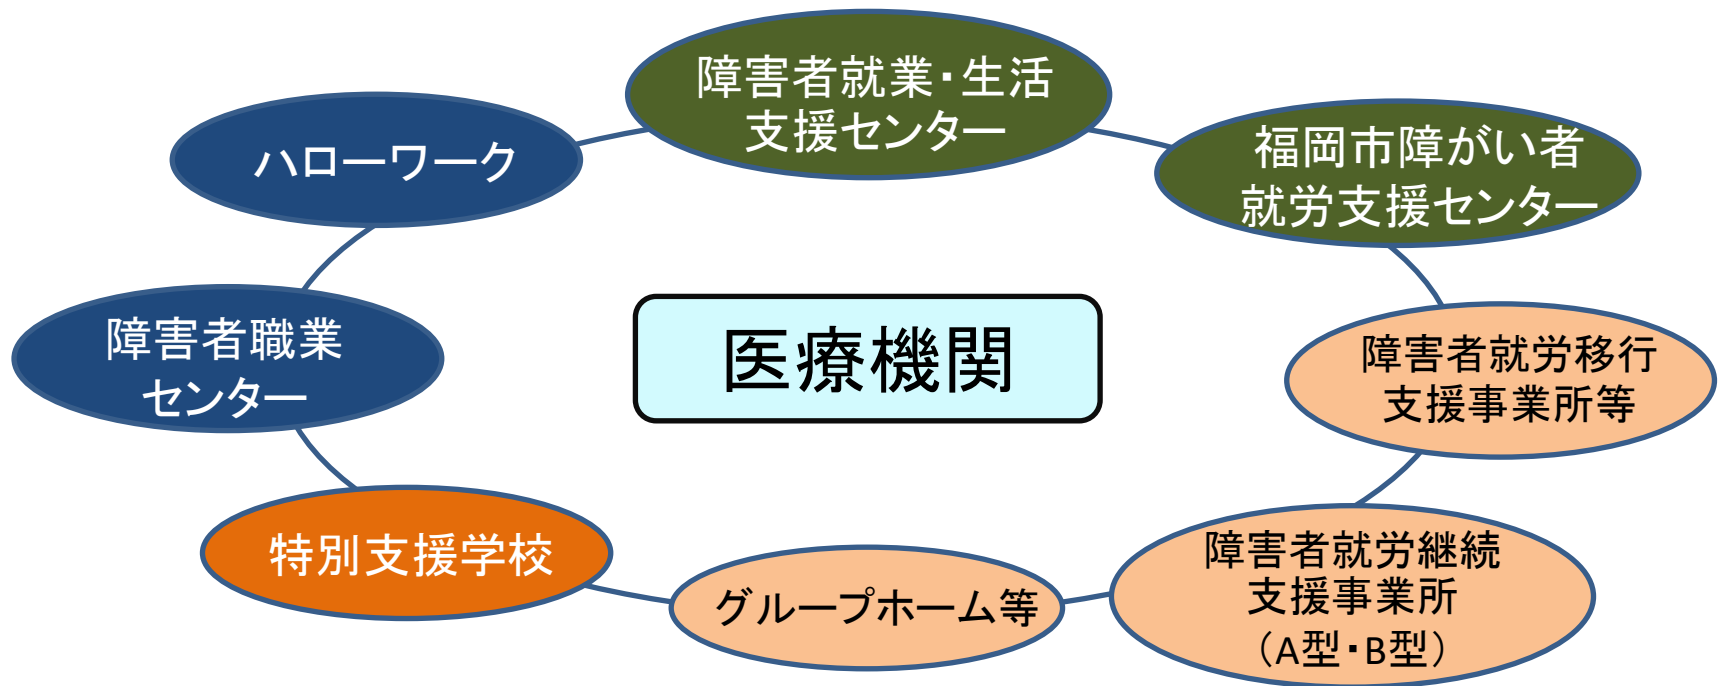 障害者就業・生活
支援センター
ハローワーク
福岡市障がい者
就労支援センター
障害者職業
センター
医療機関
障害者就労移行
支援事業所等
特別支援学校
グループホーム等
障害者就労継続
支援事業所
（A型・B型）